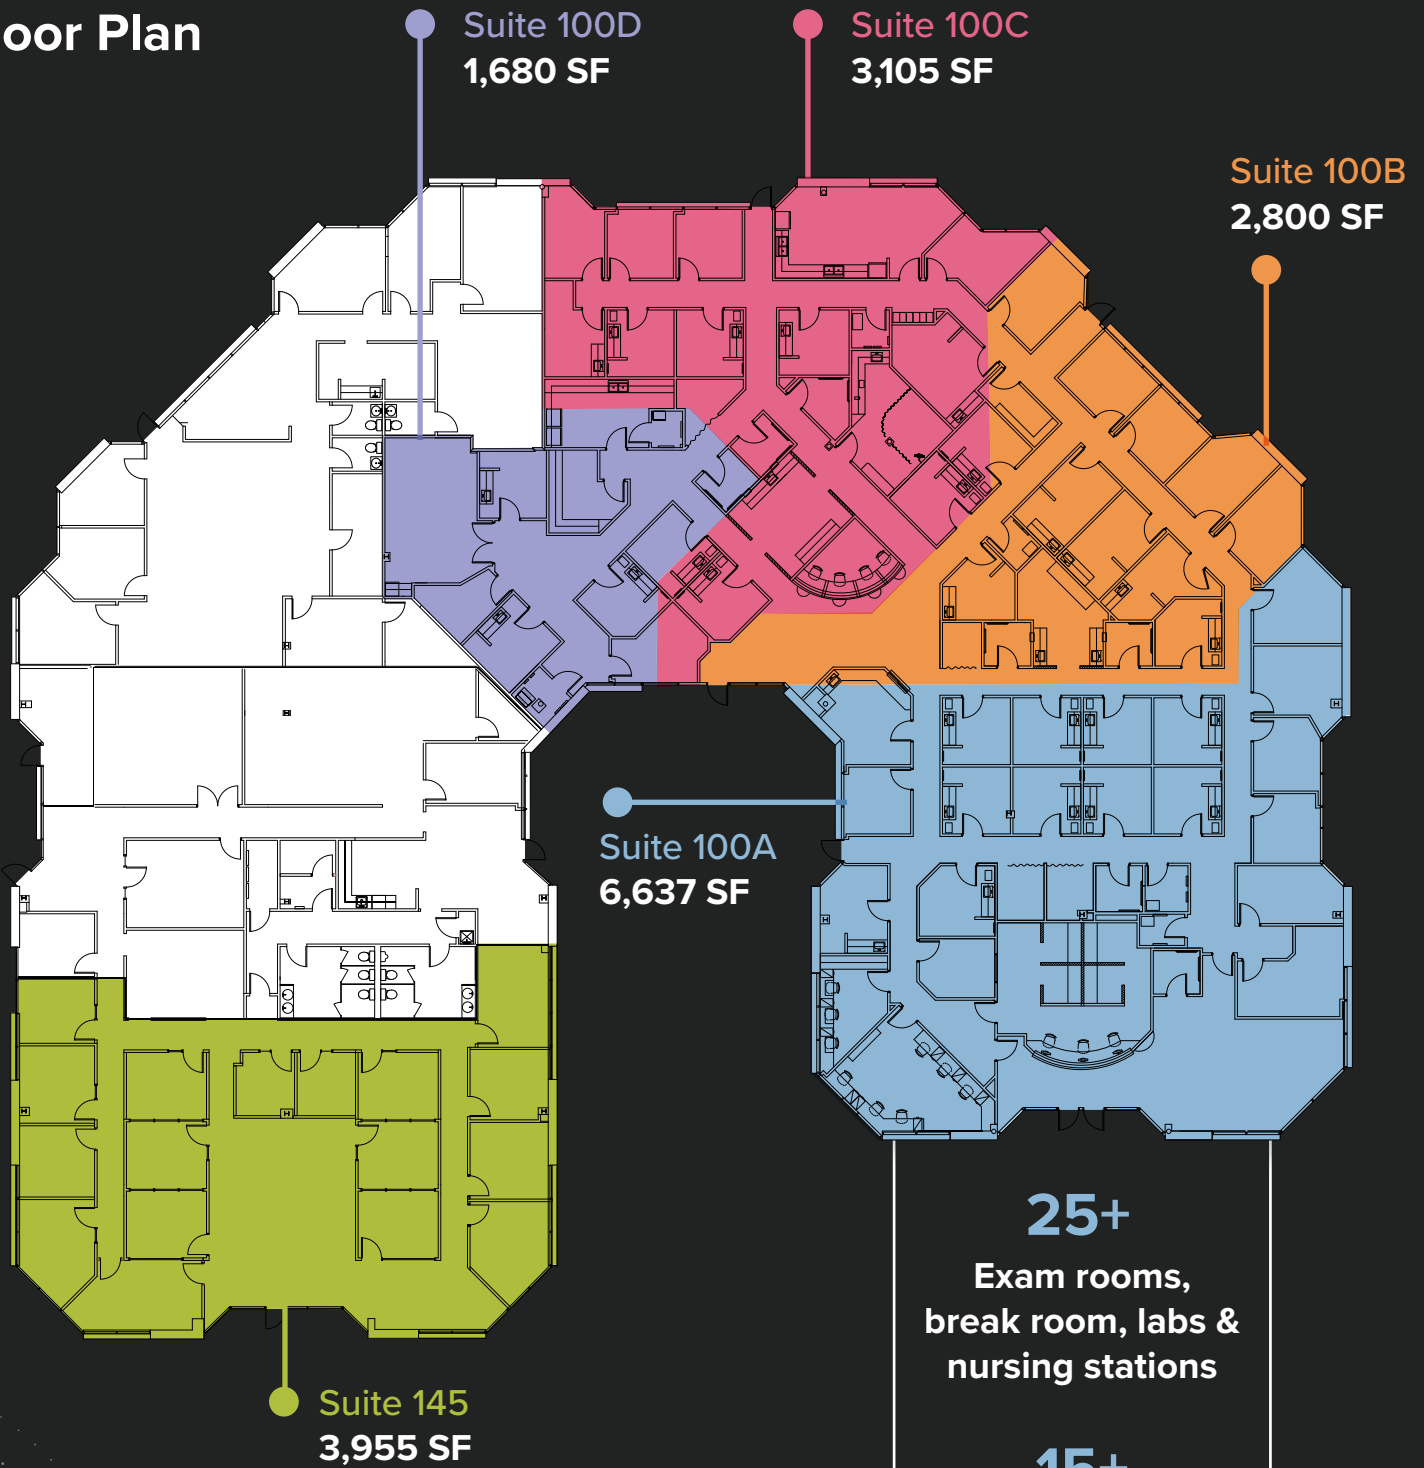 oor Plan
Suite 100D
1,680 SF
Suite 100C
3,105 SF
Suite 100B
2,800 SF
Suite 100A
6,637 SF
25+
Exam rooms,
break room, labs &
nursing stations
Suite 145
3,955 SF
15+